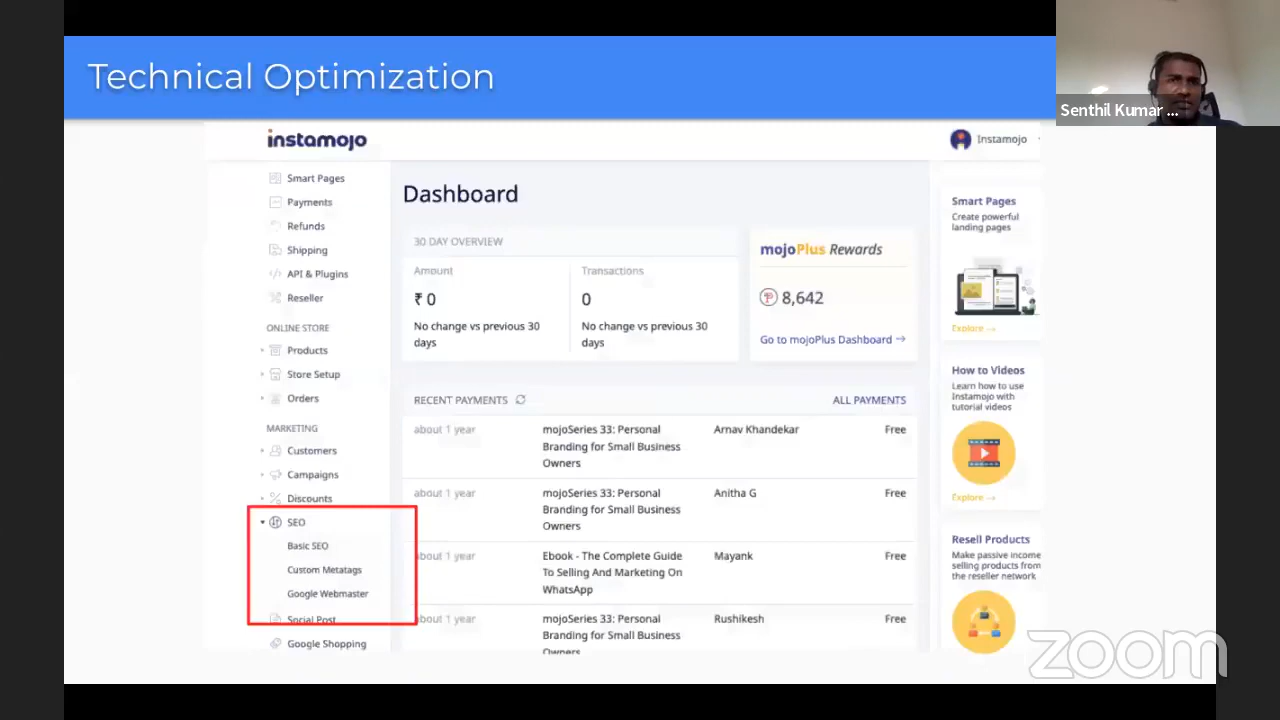 Technical Optimization
Senthil Kumar ...
instamojo
Instamojo
Smart Pages
Payments
Refunds
Shipping
API & Plugins
Reseller
ONLINE STORE
Products
Store Setup
Orders
MARKETING
Customers
Campaigns
Discounts
SEO
Basic SEO
Custom Metatags
Google Webmaster
Social Post
Google Shopping
Dashboard
30 DAY OVERVIEW
Amount
₹ 0
No change vs previous 30
days
Transactions
0
No change vs previous 30
days
mojoPlus Rewards
8,642
Go to mojoPlus Dashboard →
RECENT PAYMENTS
ALL PAYMENTS
about 1 year
mojoSeries 33: Personal
Branding for Small Business
Owners
Arnav Khandekar
Free
about 1 year
mojoSeries 33: Personal
Branding for Small Business
Owners
Anitha G
Free
about 1 year
Ebook - The Complete Guide
To Selling And Marketing On
WhatsApp
Mayank
Free
about 1 year
mojoSeries 33: Personal
Branding for Small Business
Owners
Rushikesh
Free
Smart Pages
Create powerful
landing pages
Explore →
How to Videos
Learn how to use
Instamojo with
tutorial videos
Explore →
Resell Products
Make passive income
selling products from
the reseller network
zoom